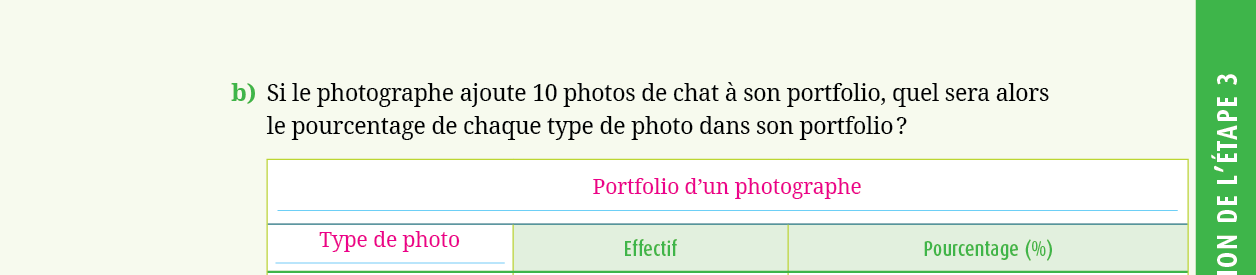 b) Si le photographe ajoute 10 photos de chat à son portfolio, quel sera alors
le pourcentage de chaque type de photo dans son portfolio ?
Portfolio d’un photographe
Type de photo
Effectif
Pourcentage (%)
ION DE L’ÉTAPE 3